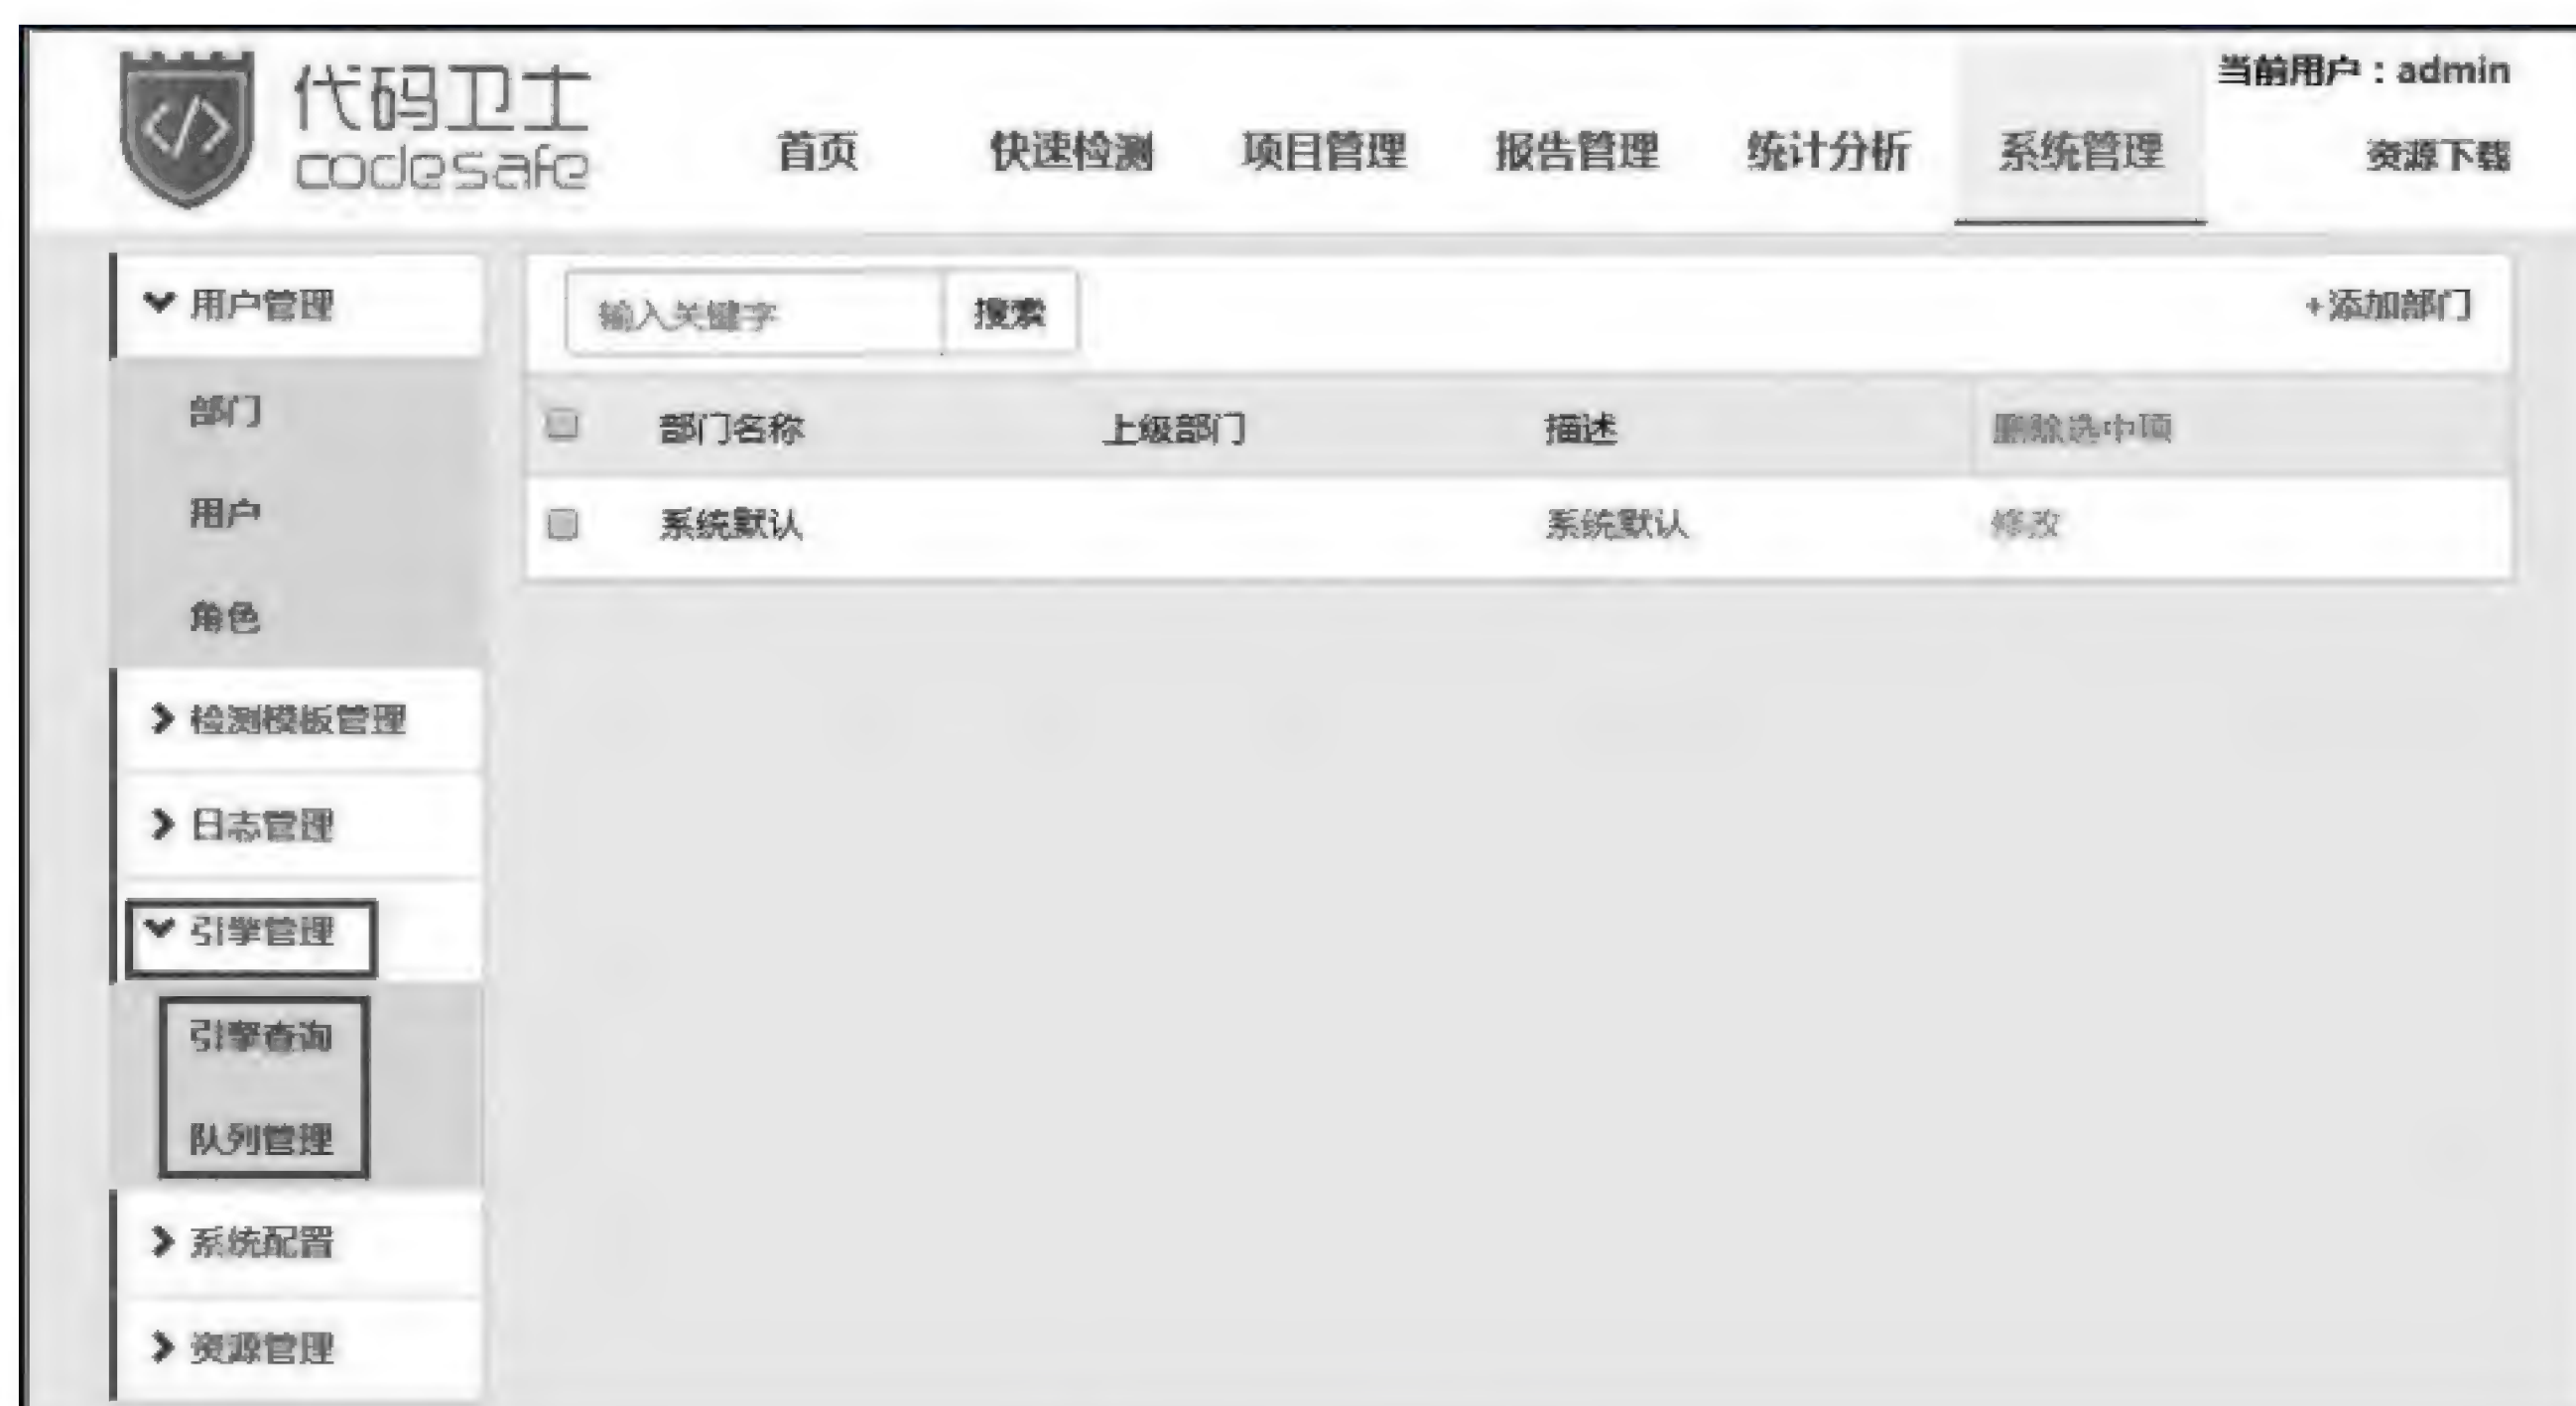 当前用户：admin
代码卫士
codesafe
首页 快速检测 项目管理 报告管理 统计分析 系统管理 资源下载
用户管理
部门
用户
角色
检测模板管理
日志管理
引擎管理
引擎查询
队列管理
系统配置
资源管理
输入关键字 搜索 +添加部门
部门名称 上级部门 描述 删除选中项
系统默认 系统默认 修改